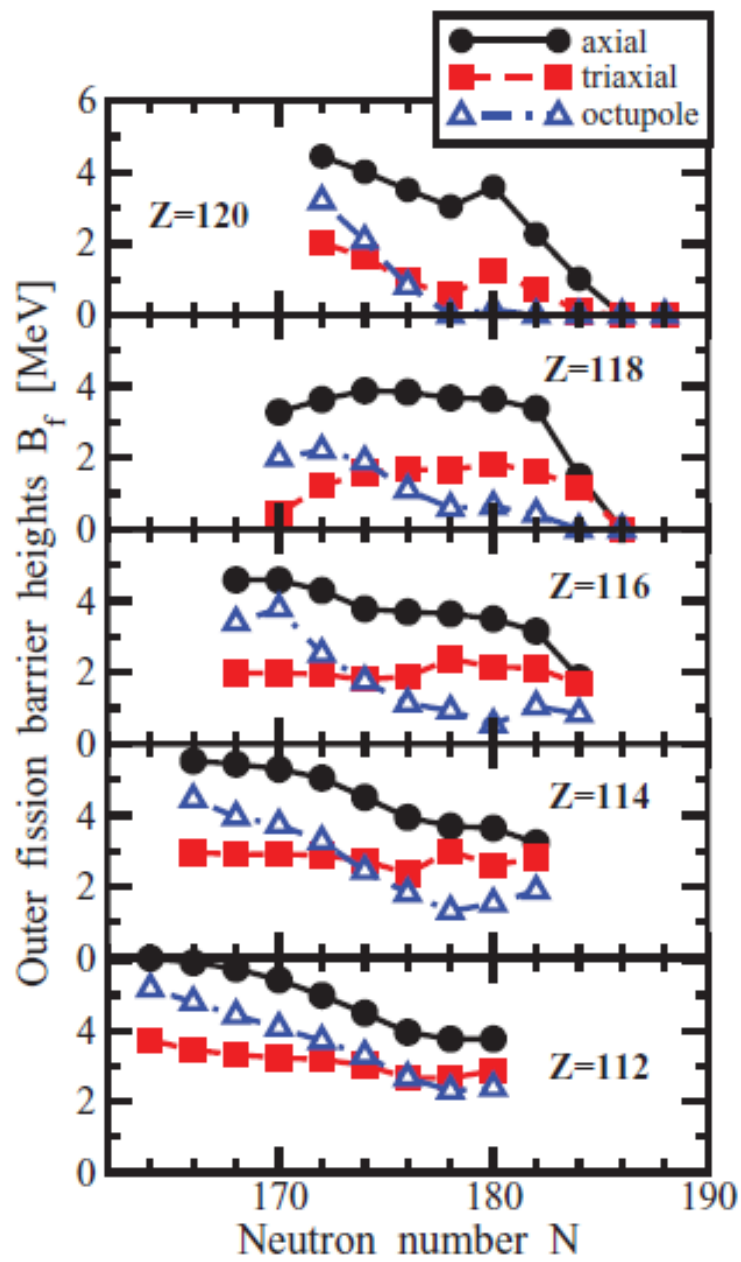 axial
triaxial
octupole
6
4
2
0
Z=120
4
2
0
Z=118
4
2
0
Z=116
4
2
0
Z=114
4
2
0
Z=112
170
180
190
Outer fission barrier heights B_f [MeV]
Neutron number N